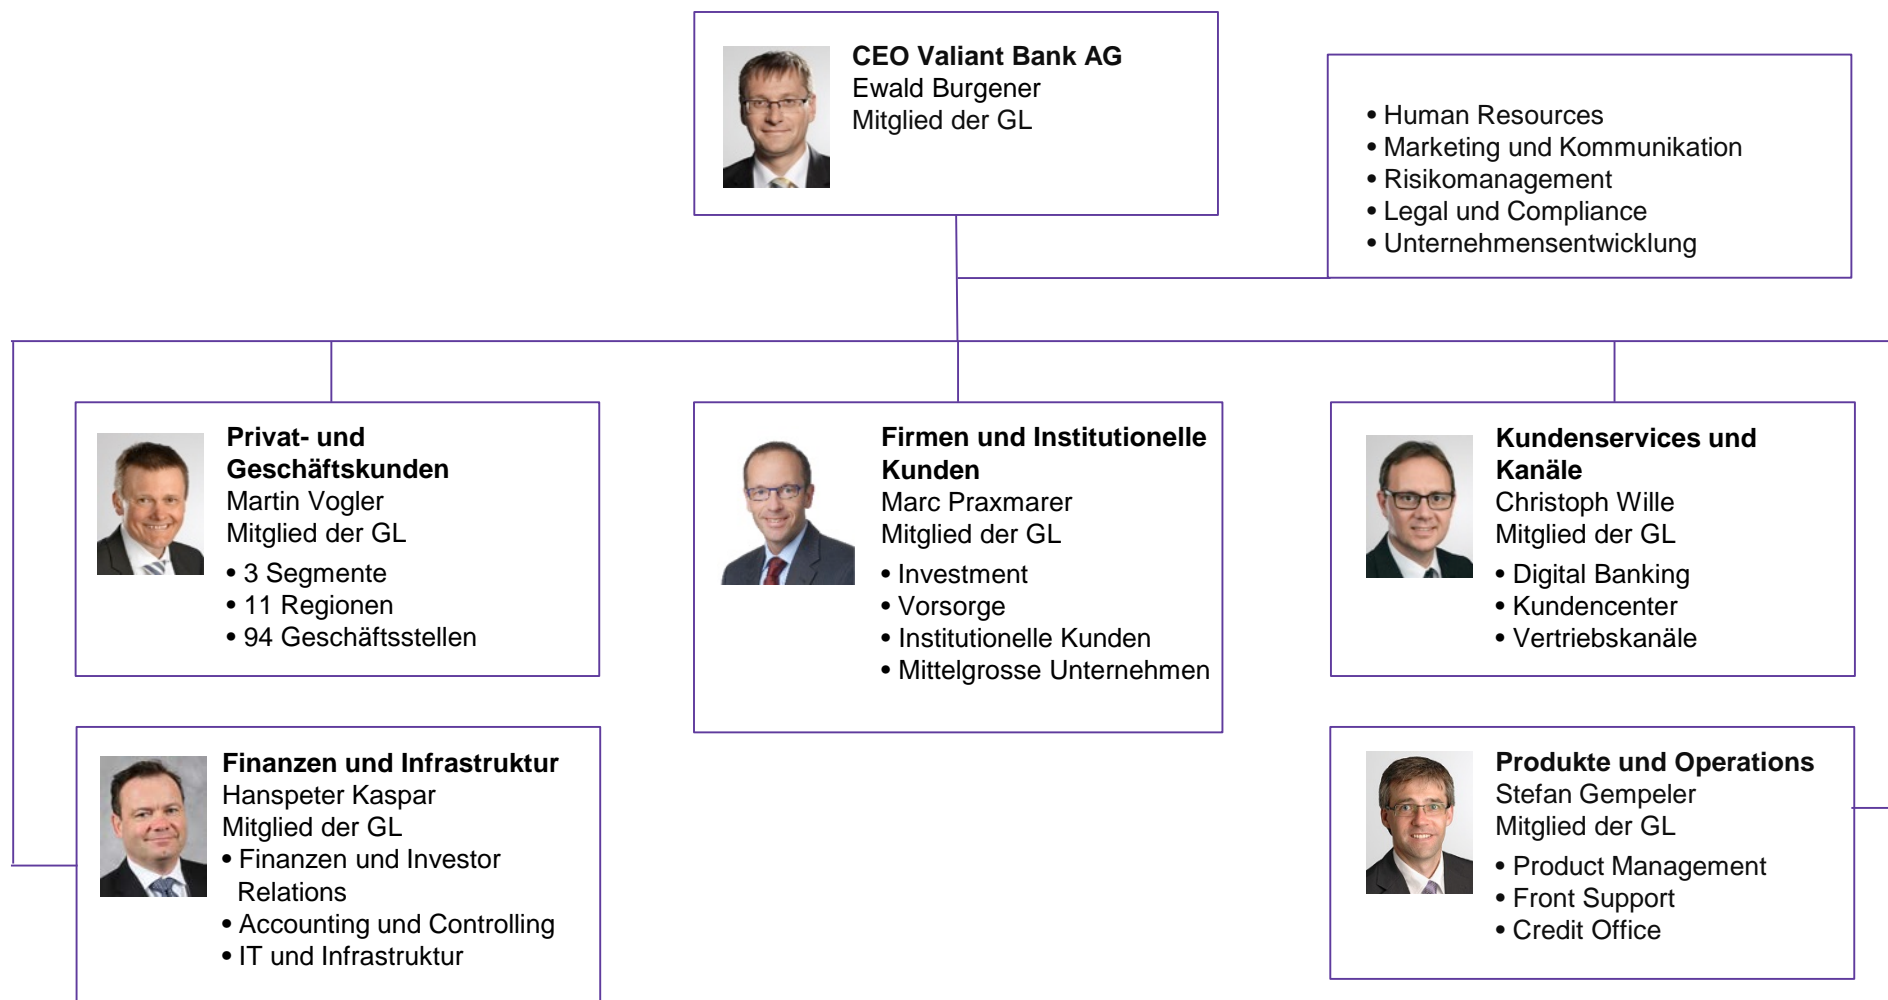 CEO Valiant Bank AG
Ewald Burgener
Mitglied der GL
• Human Resources
• Marketing und Kommunikation
• Risikomanagement
• Legal und Compliance
• Unternehmensentwicklung
Privat- und
Geschäftskunden
Martin Vogler
Mitglied der GL
• 3 Segmente
• 11 Regionen
• 94 Geschäftsstellen
Firmen und Institutionelle
Kunden
Marc Praxmarer
Mitglied der GL
• Investment
• Vorsorge
• Institutionelle Kunden
• Mittelgrosse Unternehmen
Kundenservices und
Kanäle
Christoph Wille
Mitglied der GL
• Digital Banking
• Kundencenter
• Vertriebskanäle
Finanzen und Infrastruktur
Hanspeter Kaspar
Mitglied der GL
• Finanzen und Investor
Relations
• Accounting und Controlling
• IT und Infrastruktur
Produkte und Operations
Stefan Gempeler
Mitglied der GL
• Product Management
• Front Support
• Credit Office